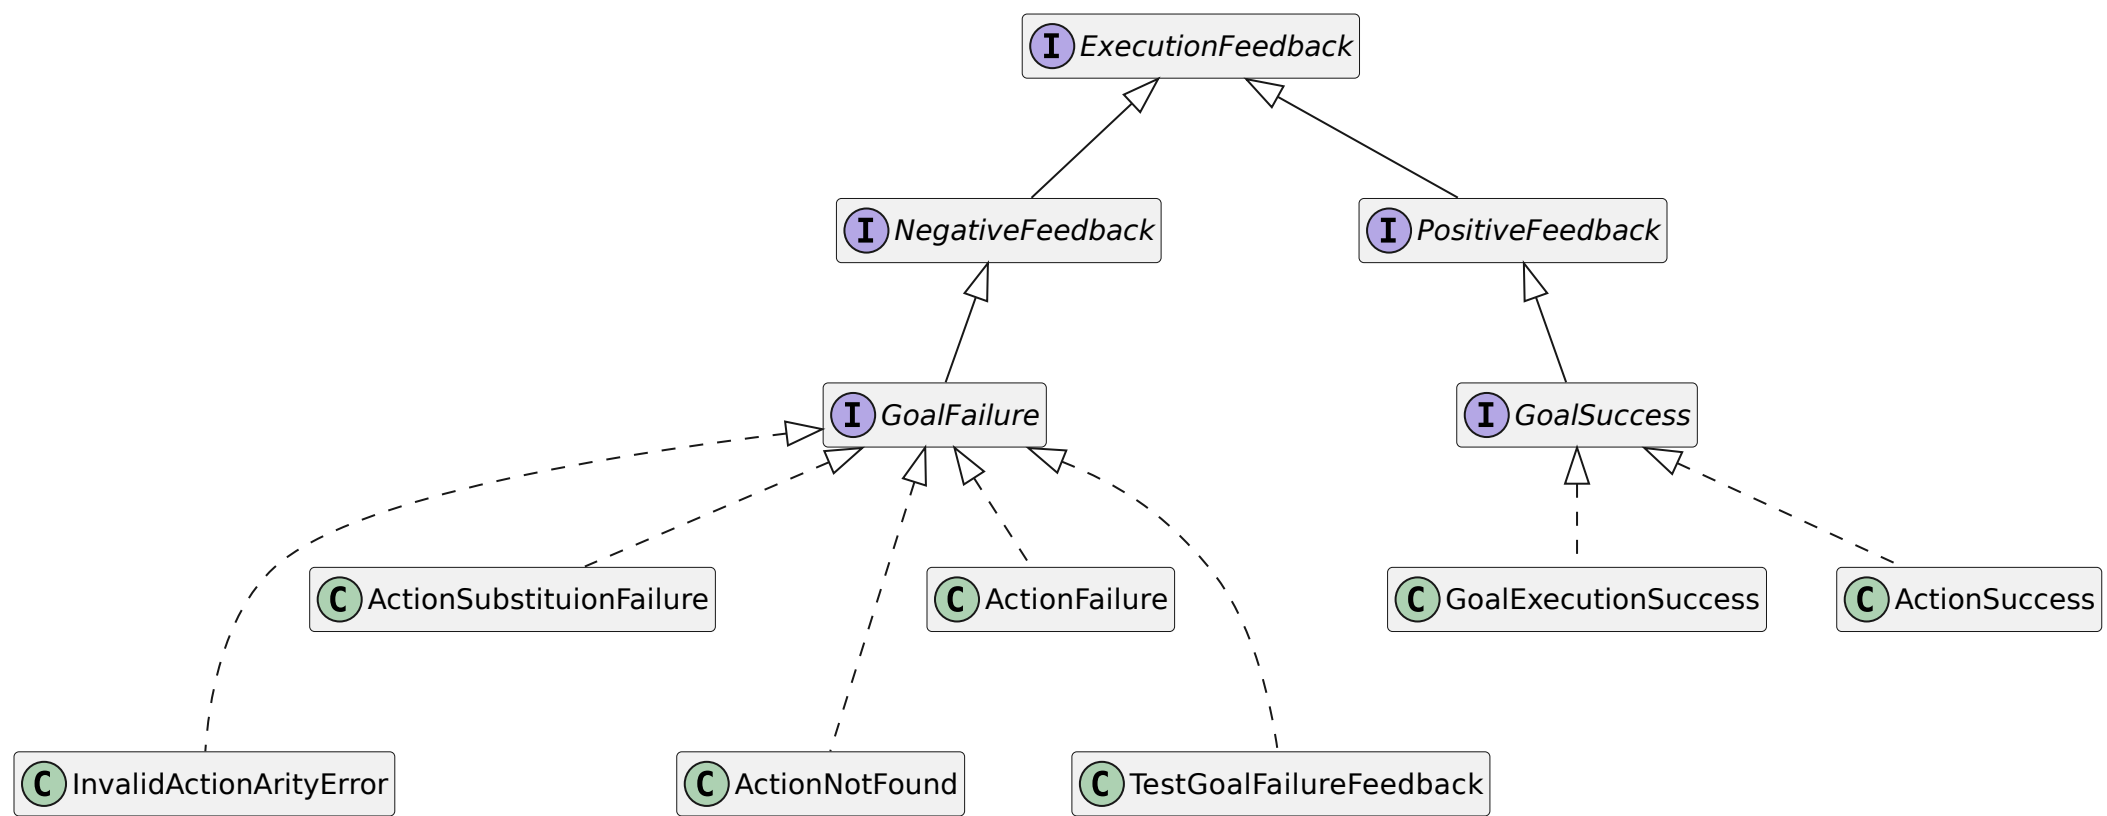 I ExecutionFeedback
I NegativeFeedback
I PositiveFeedback
I GoalFailure
I GoalSuccess
C ActionSubstituionFailure
C ActionFailure
C GoalExecutionSuccess
C ActionSuccess
C InvalidActionArityError
C ActionNotFound
C TestGoalFailureFeedback